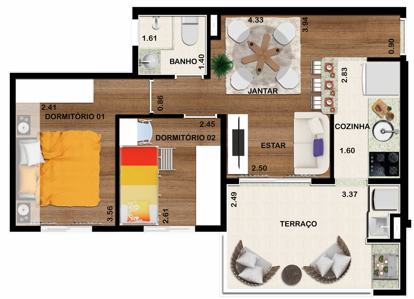 1.61
BANHO
1.40
4.33
3.94
0.90
JANTAR
2.83
2.41
DORMITÓRIO 01
0.86
2.45
DORMITÓRIO 02
COZINHA
ESTAR
1.60
2.50
3.56
2.61
2.49
3.37
TERRAÇO